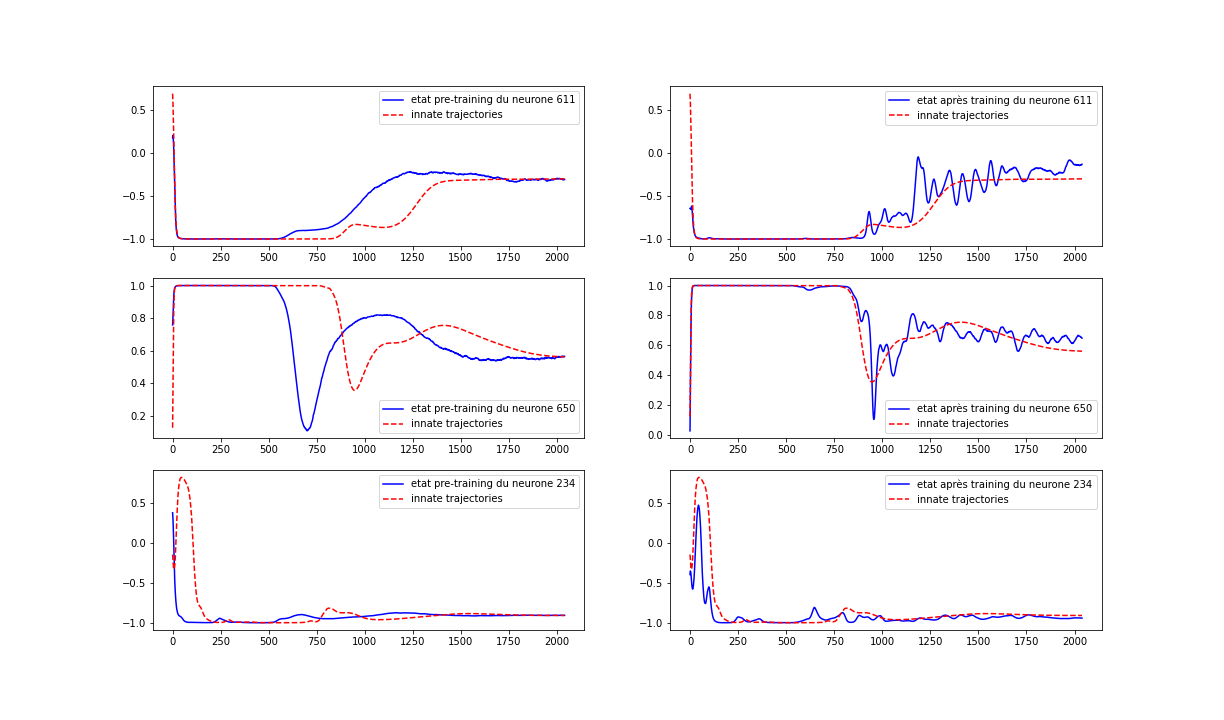 etat pre-training du neurone 611
innate trajectories
0.5
0.0
−0.5
−1.0
0 250 500 750 1000 1250 1500 1750 2000
etat après training du neurone 611
innate trajectories
0.5
0.0
−0.5
−1.0
0 250 500 750 1000 1250 1500 1750 2000
1.0
0.8
0.6
0.4
0.2
etat pre-training du neurone 650
innate trajectories
0 250 500 750 1000 1250 1500 1750 2000
1.0
0.8
0.6
0.4
0.2
0.0
etat après training du neurone 650
innate trajectories
0 250 500 750 1000 1250 1500 1750 2000
etat pre-training du neurone 234
innate trajectories
0.5
0.0
−0.5
−1.0
0 250 500 750 1000 1250 1500 1750 2000
etat après training du neurone 234
innate trajectories
0.5
0.0
−0.5
−1.0
0 250 500 750 1000 1250 1500 1750 2000